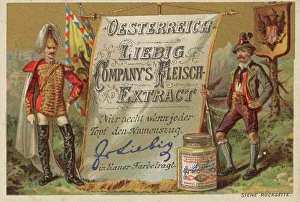 OESTERREICH
LIEBIG
COMPANY'S FLEISCH-
EXTRACT
Nur aecht wenn jeder
Topf den Namenszug
J v Liebig
in blauer Farbe trägt.
SIEHE RÜCKSEITE.